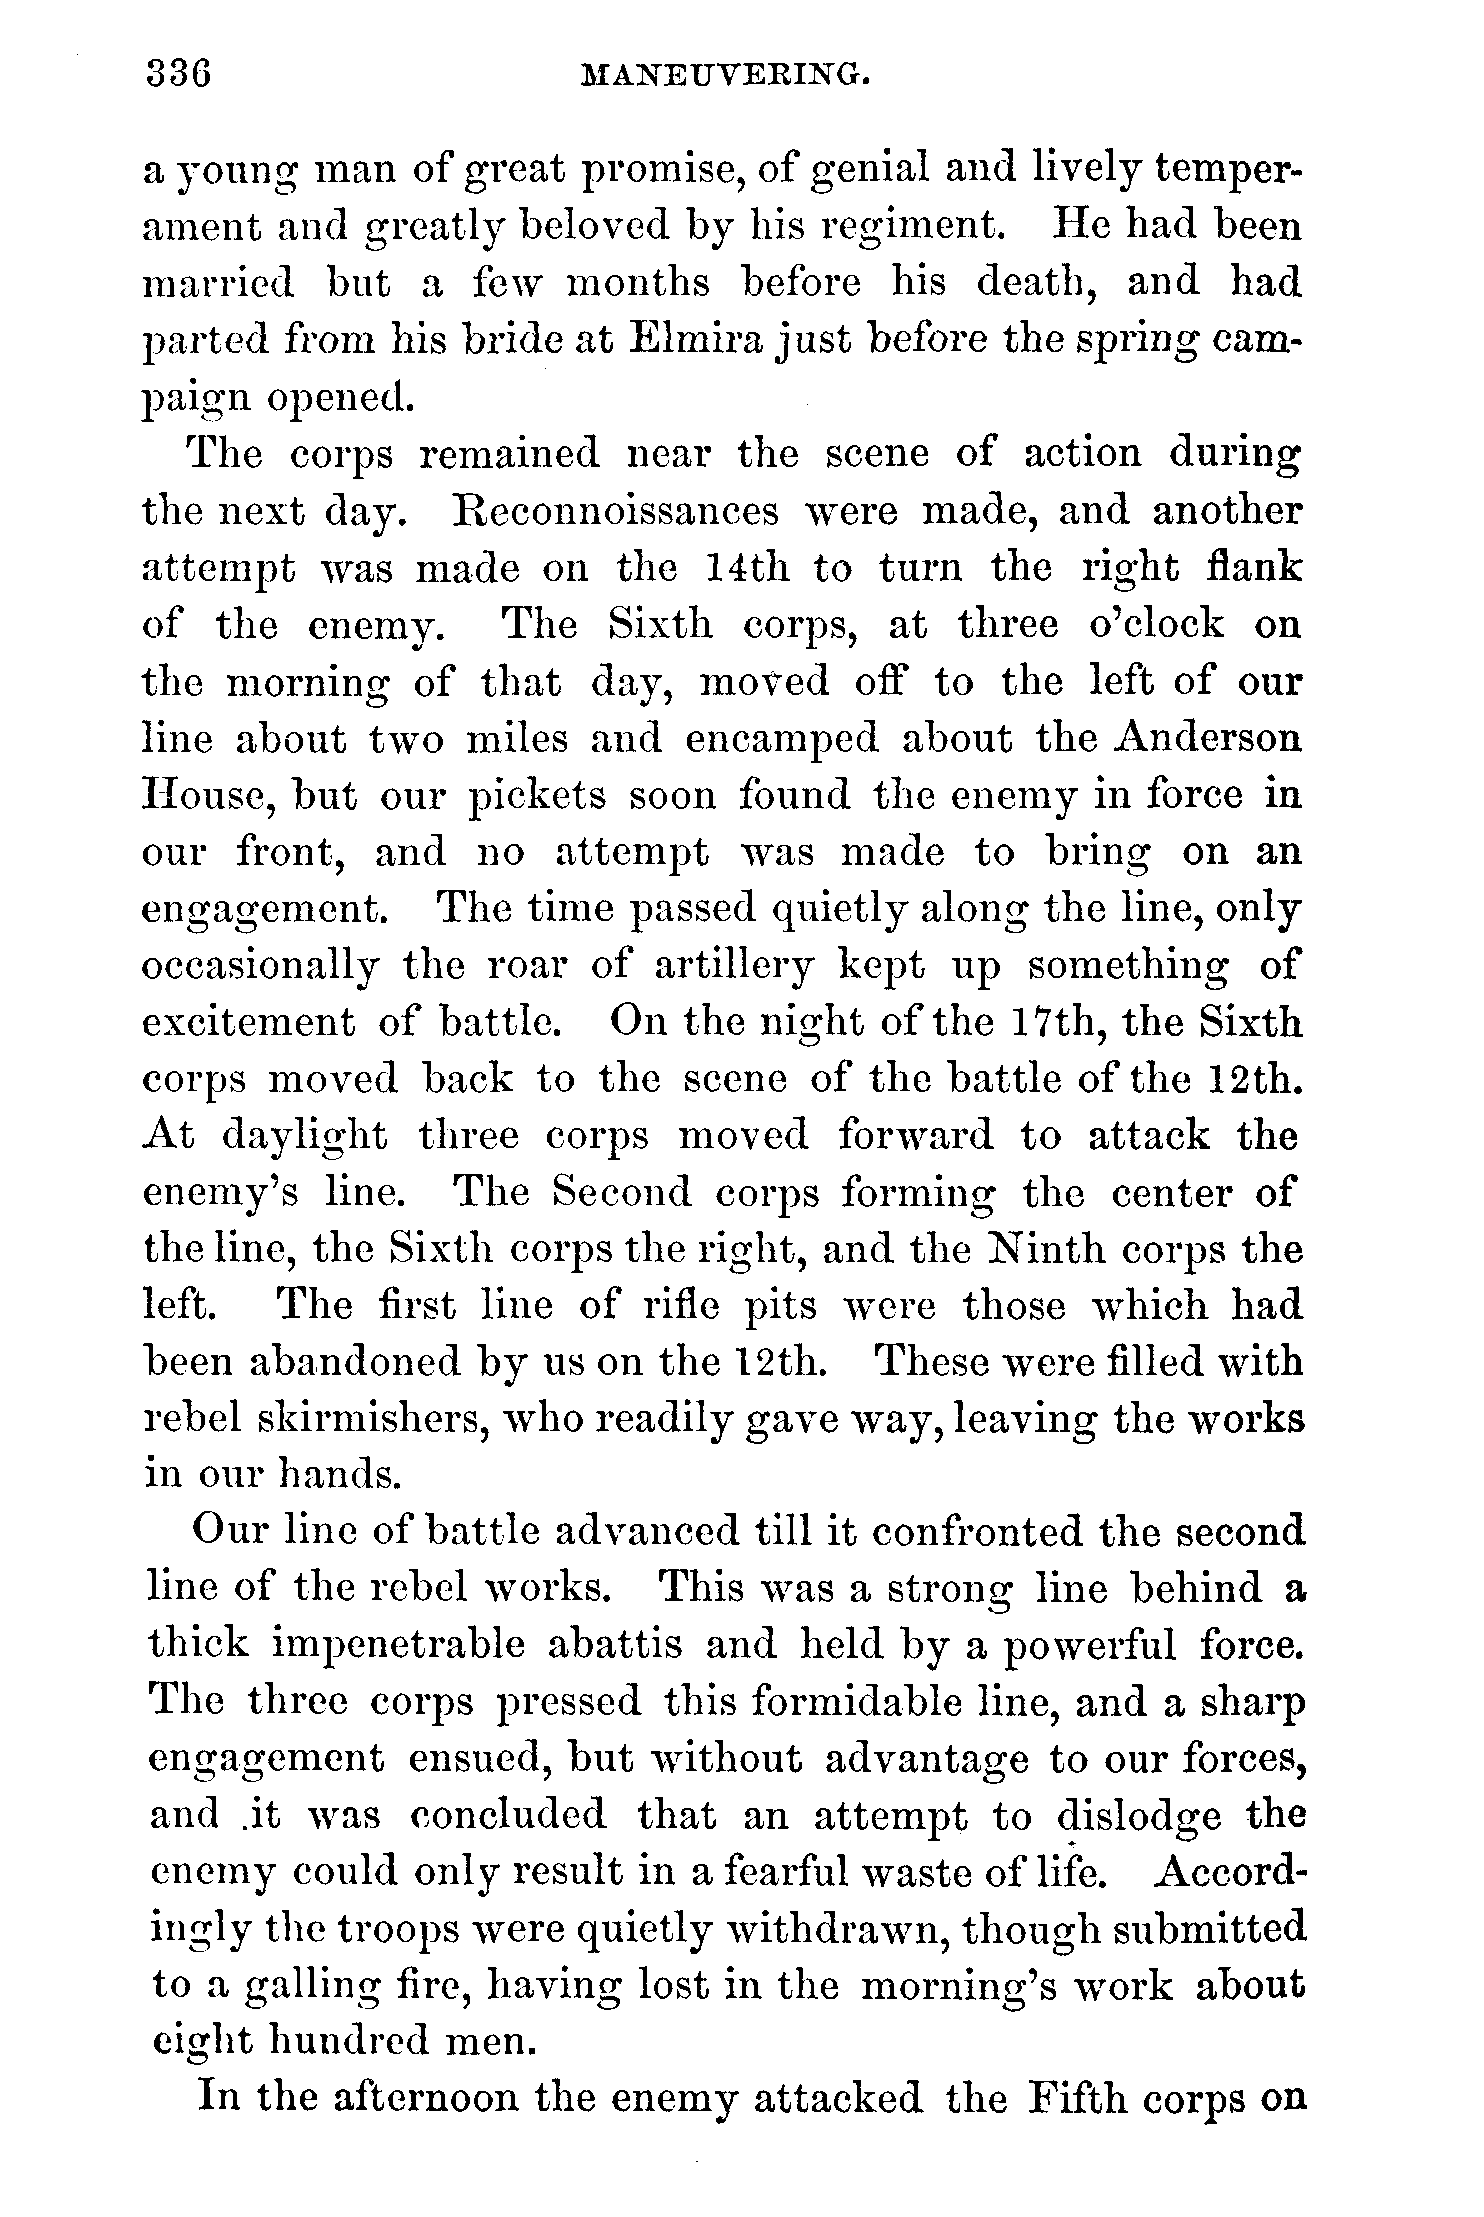 336 MANEUVERING.
a young man of great promise, of genial and lively temper-
ament and greatly beloved by his regiment. He had been
married but a few months before his death, and had
parted from his bride at Elmira just before the spring cam-
paign opened.
The corps remained near the scene of action during
the next day. Reconnoissances were made, and another
attempt was made on the 14th to turn the right flank
of the enemy. The Sixth corps, at three o'clock on
the morning of that day, moved off to the left of our
line about two miles and encamped about the Anderson
House, but our pickets soon found the enemy in force in
our front, and no attempt was made to bring on an
engagement. The time passed quietly along the line, only
occasionally the roar of artillery kept up something of
excitement of battle. On the night of the 17th, the Sixth
corps moved back to the scene of the battle of the 12th.
At daylight three corps moved forward to attack the
enemy's line. The Second corps forming the center of
the line, the Sixth corps the right, and the Ninth corps the
left. The first line of rifle pits were those which had
been abandoned by us on the 12th. These were filled with
rebel skirmishers, who readily gave way, leaving the works
in our hands.
Our line of battle advanced till it confronted the second
line of the rebel works. This was a strong line behind a
thick impenetrable abattis and held by a powerful force.
The three corps pressed this formidable line, and a sharp
engagement ensued, but without advantage to our forces,
and it was concluded that an attempt to dislodge the
enemy could only result in a fearful waste of life. Accord-
ingly the troops were quietly withdrawn, though submitted
to a galling fire, having lost in the morning's work about
eight hundred men.
In the afternoon the enemy attacked the Fifth corps on